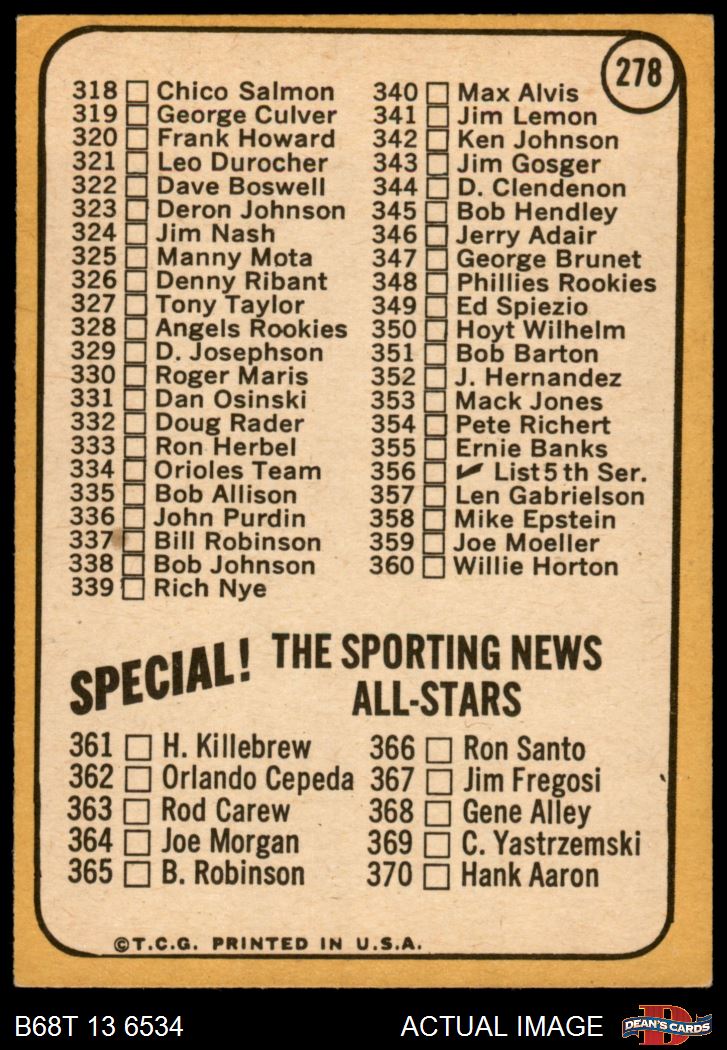 278
318 Chico Salmon
319 George Culver
320 Frank Howard
321 Leo Durocher
322 Dave Boswell
323 Deron Johnson
324 Jim Nash
325 Manny Mota
326 Denny Ribant
327 Tony Taylor
328 Angels Rookies
329 D. Josephson
330 Roger Maris
331 Dan Osinski
332 Doug Rader
333 Ron Herbel
334 Orioles Team
335 Bob Allison
336 John Purdin
337 Bill Robinson
338 Bob Johnson
339 Rich Nye
340 Max Alvis
341 Jim Lemon
342 Ken Johnson
343 Jim Gosger
344 D. Clendenon
345 Bob Hendley
346 Jerry Adair
347 George Brunet
348 Phillies Rookies
349 Ed Spiezio
350 Hoyt Wilhelm
351 Bob Barton
352 J. Hernandez
353 Mack Jones
354 Pete Richert
355 Ernie Banks
356 ✔ List 5th Ser.
357 Len Gabrielson
358 Mike Epstein
359 Joe Moeller
360 Willie Horton
SPECIAL! THE SPORTING NEWS
ALL-STARS
361 H. Killebrew
362 Orlando Cepeda
363 Rod Carew
364 Joe Morgan
365 B. Robinson
366 Ron Santo
367 Jim Fregosi
368 Gene Alley
369 C. Yastrzemski
370 Hank Aaron
©T.C.G. PRINTED IN U.S.A.
B68T 13 6534
ACTUAL IMAGE
D
DEAN'S CARDS